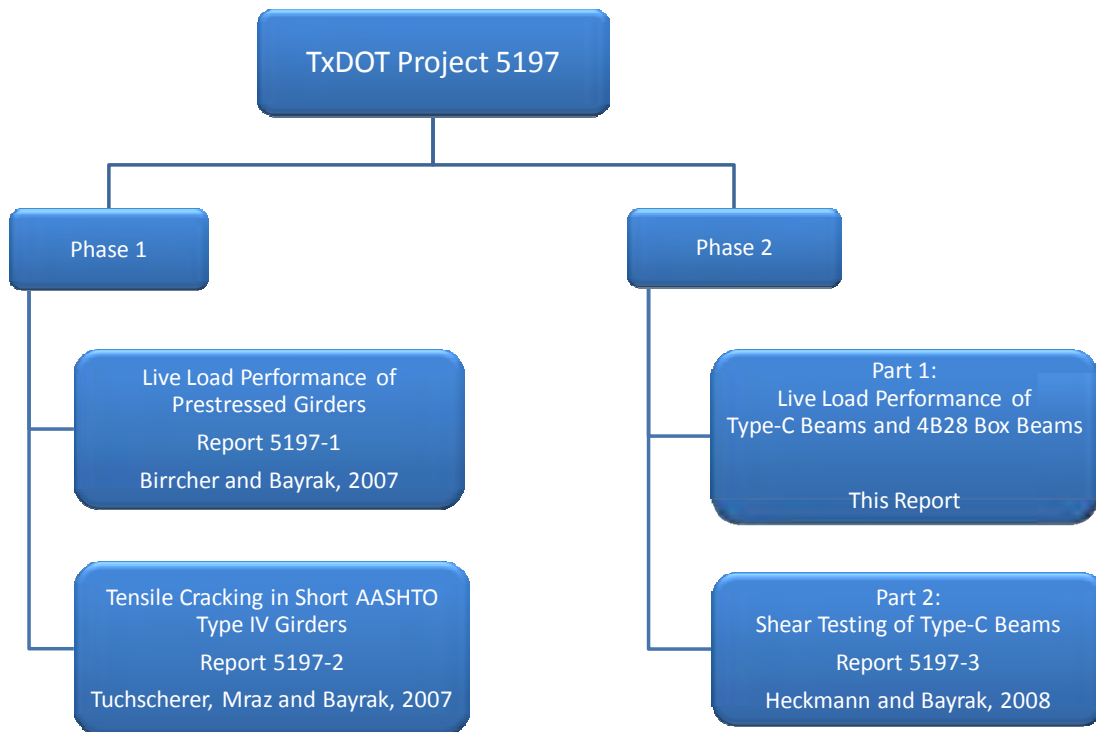 TxDOT Project 5197
Phase 1
Live Load Performance of
Prestressed Girders
Report 5197-1
Birrcher and Bayrak, 2007
Tensile Cracking in Short AASHTO
Type IV Girders
Report 5197-2
Tuchscherer, Mraz and Bayrak, 2007
Phase 2
Part 1:
Live Load Performance of
Type-C Beams and 4B28 Box Beams
This Report
Part 2:
Shear Testing of Type-C Beams
Report 5197-3
Heckmann and Bayrak, 2008